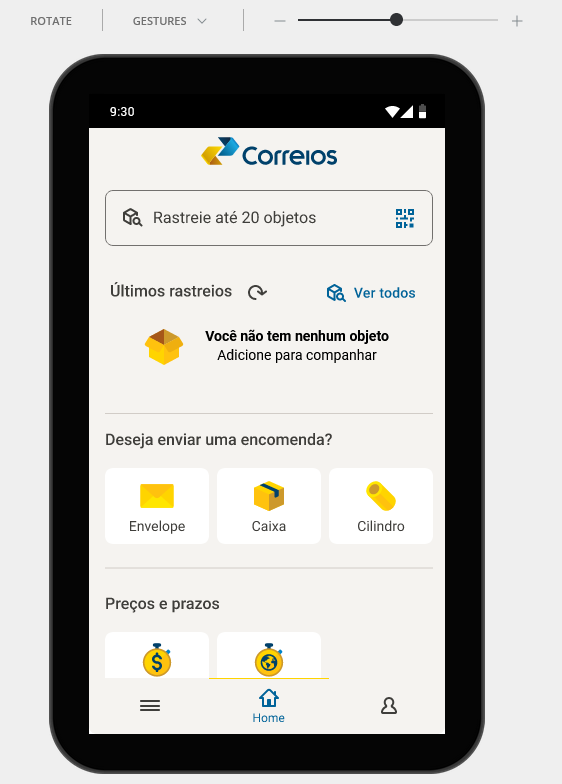 ROTATE
GESTURES
9:30
Correios
Rastreie até 20 objetos
Últimos rastreios
Ver todos
Você não tem nenhum objeto
Adicione para companhar
Deseja enviar uma encomenda?
Envelope
Caixa
Cilindro
Preços e prazos
$
Home